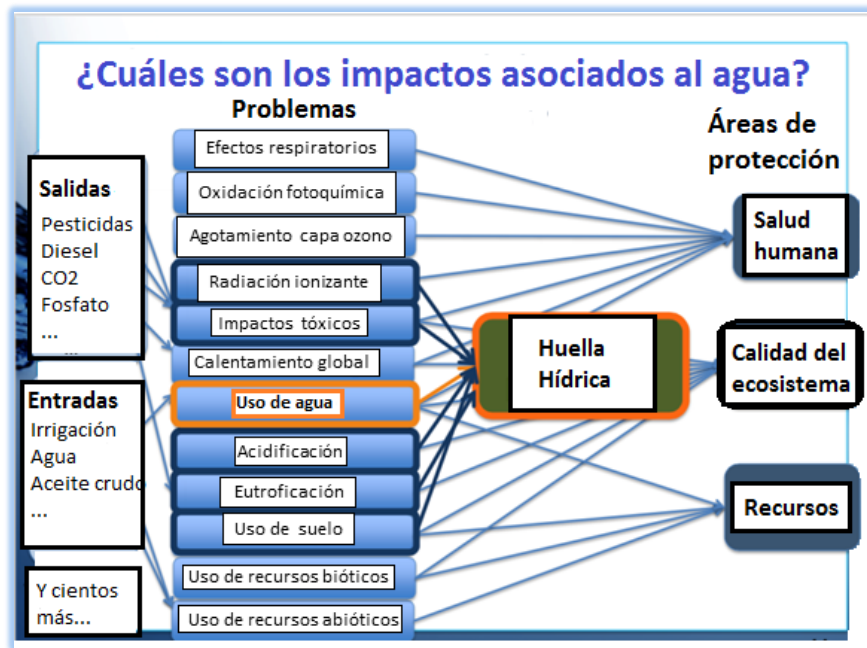 ¿Cuáles son los impactos asociados al agua?
Problemas
Áreas de
protección
Salidas
Pesticidas
Diesel
CO2
Fosfato
...
...
Entradas
Irrigación
Agua
Aceite crudo
...
Y cientos
más...
Efectos respiratorios
Oxidación fotoquímica
Agotamiento capa ozono
Radiación ionizante
Impactos tóxicos
Calentamiento global
Uso de agua
Acidificación
Eutroficación
Uso de suelo
Uso de recursos bióticos
Uso de recursos abióticos
Huella
Hídrica
Salud
humana
Calidad del
ecosistema
Recursos